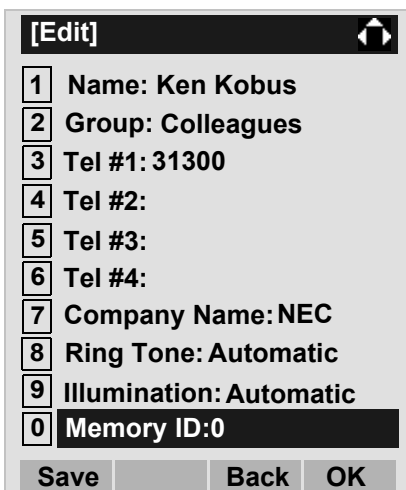 [Edit]
1 Name: Ken Kobus
2 Group: Colleagues
3 Tel #1: 31300
4 Tel #2:
5 Tel #3:
6 Tel #4:
7 Company Name: NEC
8 Ring Tone: Automatic
9 Illumination: Automatic
0 Memory ID:0
Save Back OK